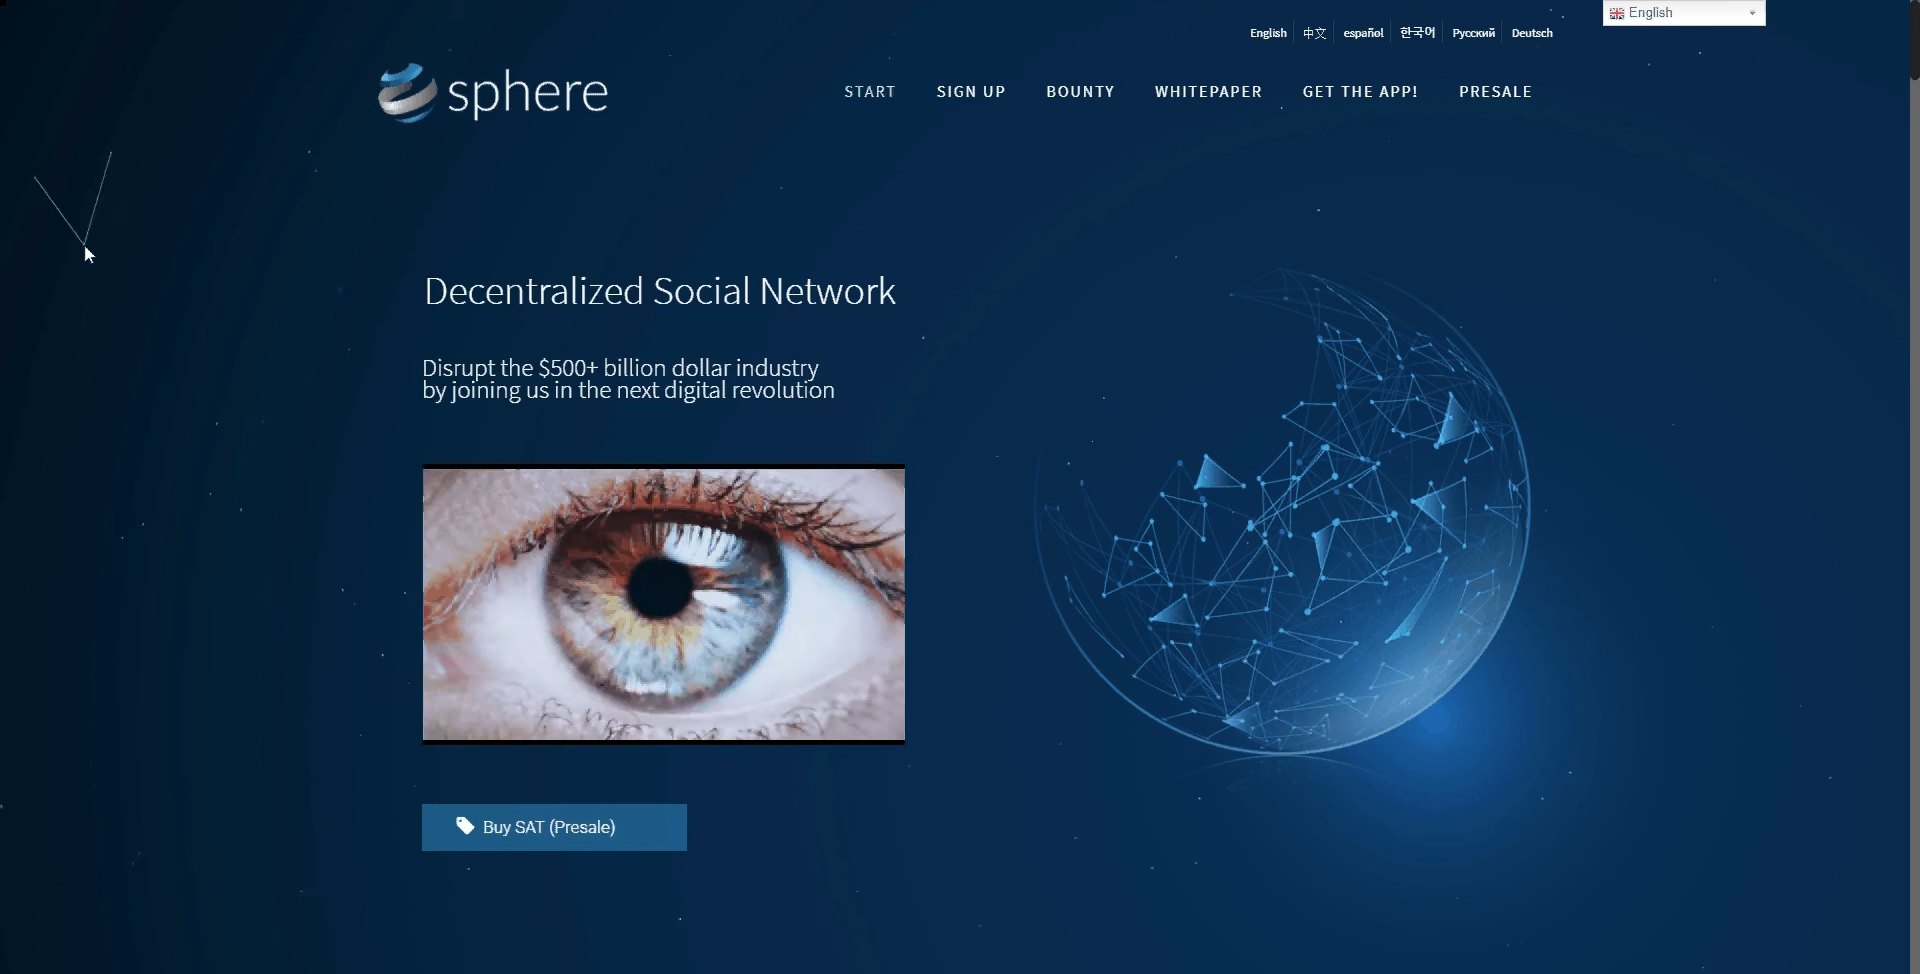 English
English 中文 español 한국어 Русский Deutsch
sphere
START SIGN UP BOUNTY WHITEPAPER GET THE APP! PRESALE
Decentralized Social Network
Disrupt the $500+ billion dollar industry
by joining us in the next digital revolution
Buy SAT (Presale)